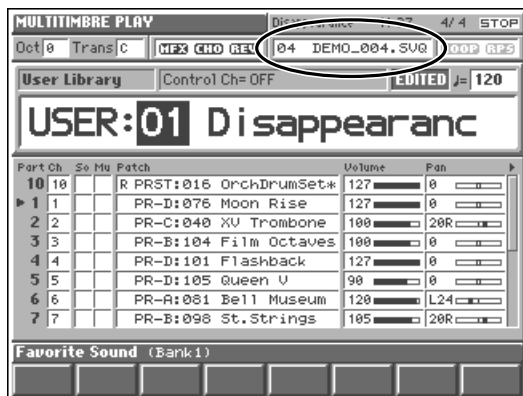 MULTITIMBRE PLAY 4/ 4 STOP
Oct 0 Trans C MFX CHO REV 04 DEMO_004.SVQ LOOP RPS
User Library Control Ch= OFF EDITED ♩= 120
USER:01 Disappearanc
Part Ch So Mu Patch Volume Pan
10 10 R PRST:016 OrchDrumSet* 127 0
1 1 PR-D:076 Moon Rise 127 0
2 2 PR-C:040 XV Trombone 100 20R
3 3 PR-B:104 Film Octaves 100 0
4 4 PR-D:101 Flashback 127 0
5 5 PR-D:105 Queen V 90 0
6 6 PR-A:081 Bell Museum 120 L24
7 7 PR-B:098 St.Strings 105 20R
Favorite Sound (Bank1)